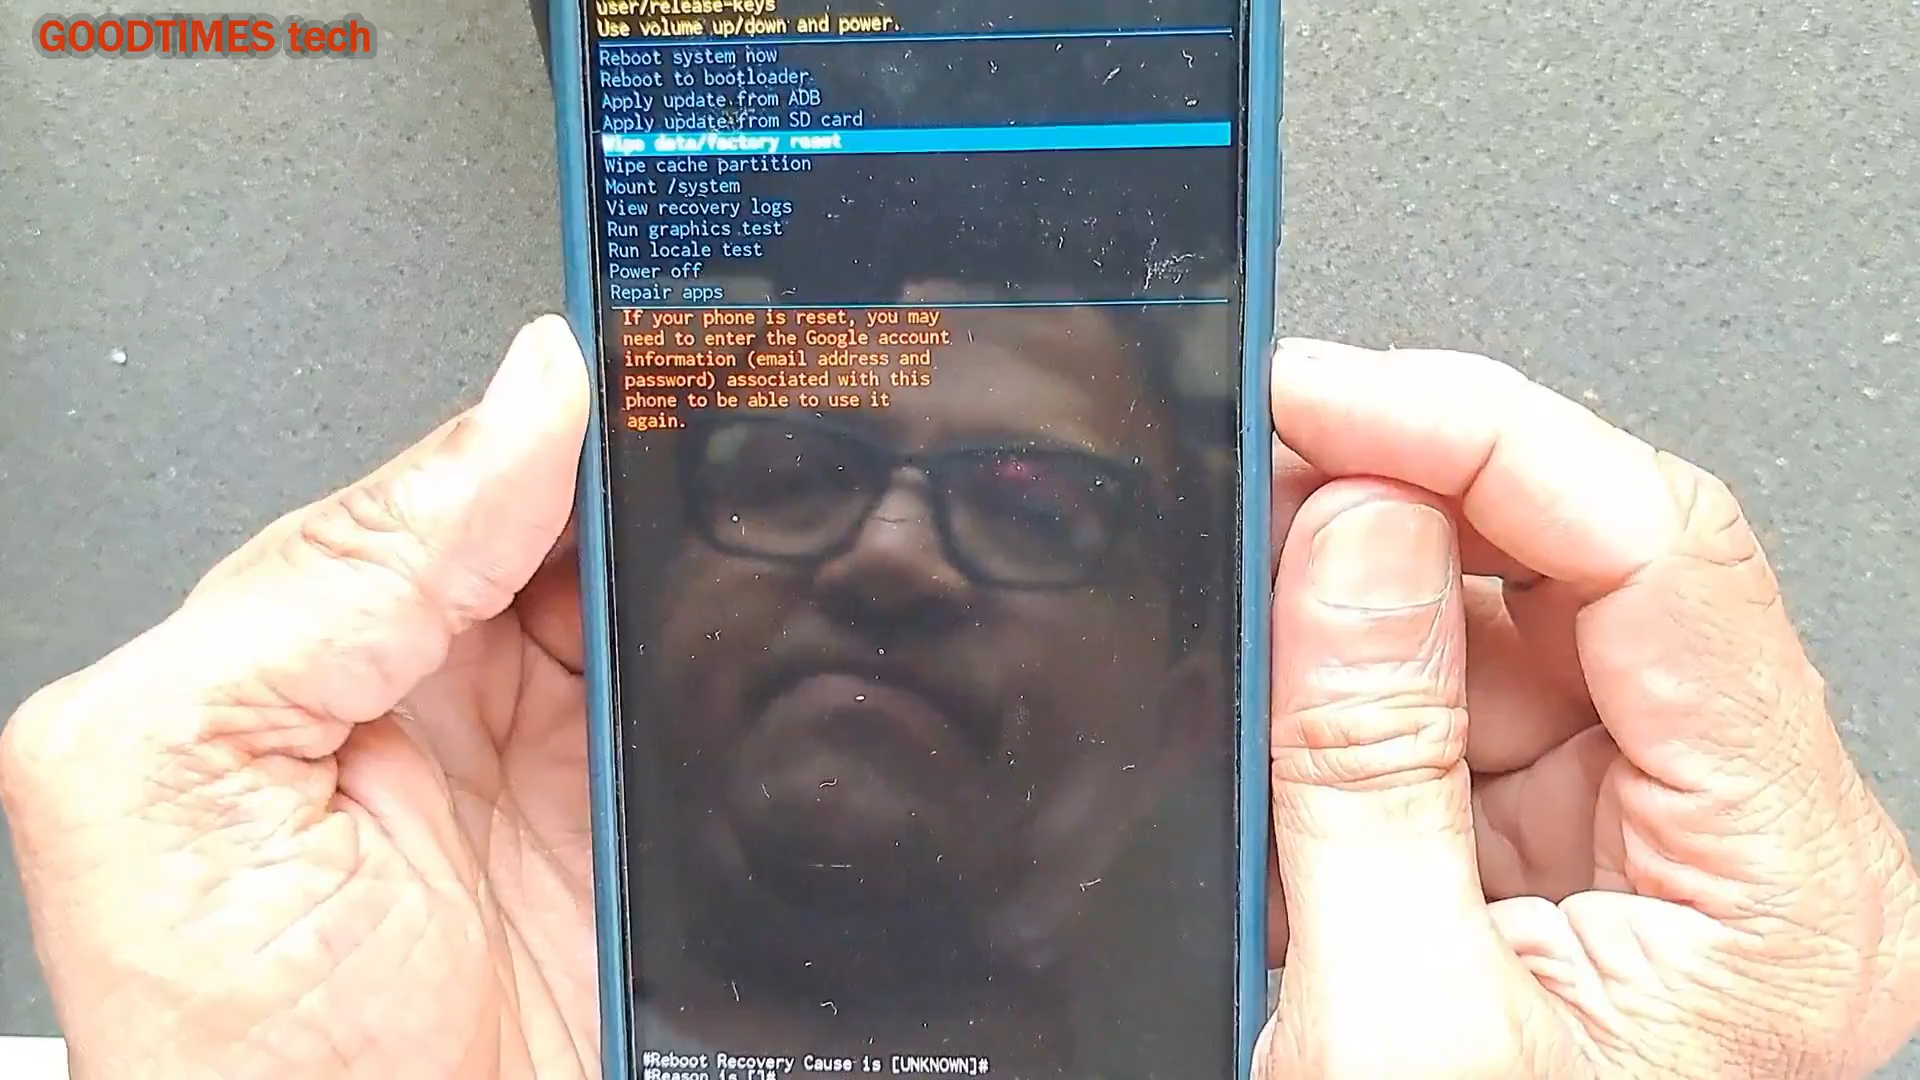 GOODTIMES tech
user/release-keys
Use volume up/down and power.
Reboot system now
Reboot to bootloader
Apply update from ADB
Apply update from SD card
Wipe data/factory reset
Wipe cache partition
Mount /system
View recovery logs
Run graphics test
Run locale test
Power off
Repair apps
If your phone is reset, you may
need to enter the Google account
information (email address and
password) associated with this
phone to be able to use it
again.
#Reboot Recovery Cause is [UNKNOWN]#
#Reason is []#